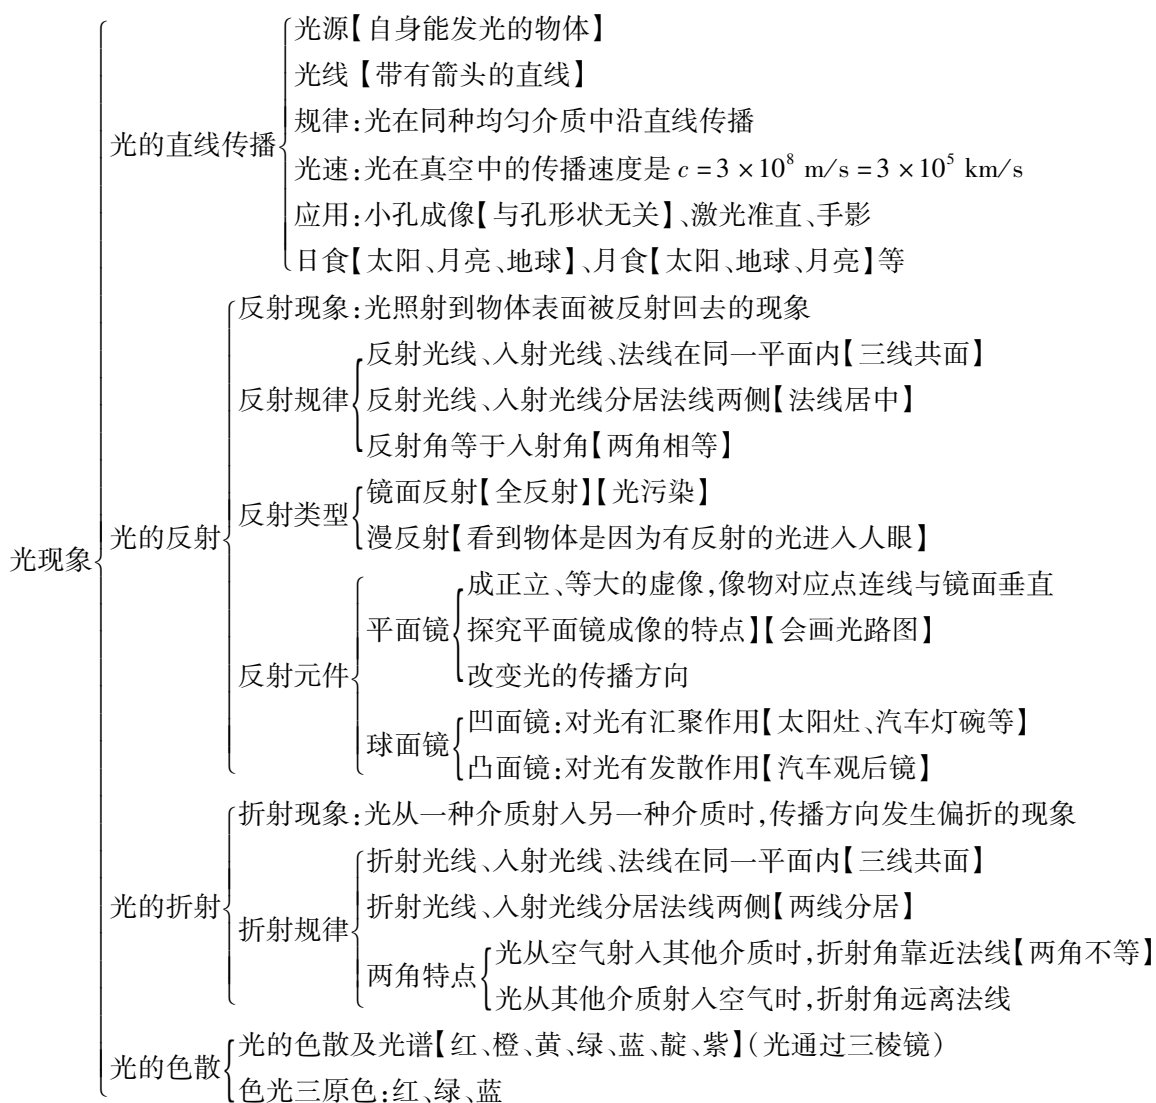 光现象
光的直线传播
光源【自身能发光的物体】
光线【带有箭头的直线】
规律:光在同种均匀介质中沿直线传播
光速:光在真空中的传播速度是 c=3×10⁸ m/s=3×10⁵ km/s
应用:小孔成像【与孔形状无关】、激光准直、手影
日食【太阳、月亮、地球】、月食【太阳、地球、月亮】等
光的反射
反射现象:光照射到物体表面被反射回去的现象
反射规律
反射光线、入射光线、法线在同一平面内【三线共面】
反射光线、入射光线分居法线两侧【法线居中】
反射角等于入射角【两角相等】
反射类型
镜面反射【全反射】【光污染】
漫反射【看到物体是因为有反射的光进入人眼】
反射元件
平面镜
成正立、等大的虚像,像物对应点连线与镜面垂直
探究平面镜成像的特点】【会画光路图】
改变光的传播方向
球面镜
凹面镜:对光有汇聚作用【太阳灶、汽车灯碗等】
凸面镜:对光有发散作用【汽车观后镜】
光的折射
折射现象:光从一种介质射入另一种介质时,传播方向发生偏折的现象
折射规律
折射光线、入射光线、法线在同一平面内【三线共面】
折射光线、入射光线分居法线两侧【两线分居】
两角特点
光从空气射入其他介质时,折射角靠近法线【两角不等】
光从其他介质射入空气时,折射角远离法线
光的色散
光的色散及光谱【红、橙、黄、绿、蓝、靛、紫】(光通过三棱镜)
色光三原色:红、绿、蓝